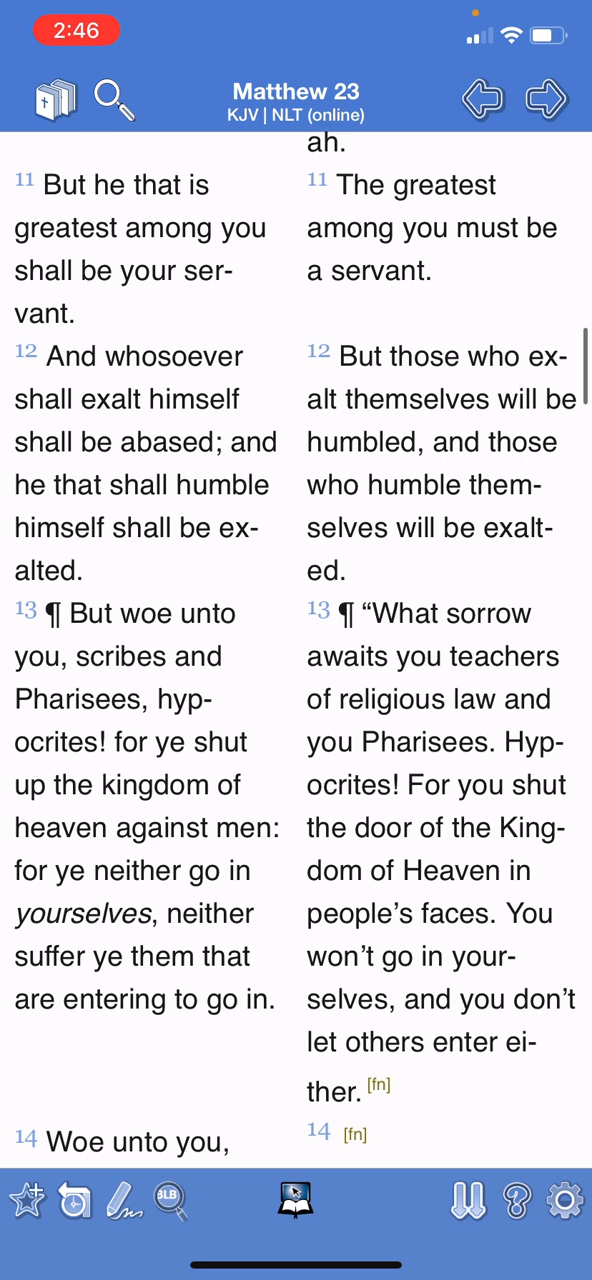 2:46
Matthew 23
KJV | NLT (online)
ah.
11 But he that is
greatest among you
shall be your ser-
vant.
11 The greatest
among you must be
a servant.
12 And whosoever
shall exalt himself
shall be abased; and
he that shall humble
himself shall be ex-
alted.
12 But those who ex-
alt themselves will be
humbled, and those
who humble them-
selves will be exalt-
ed.
13 ¶ But woe unto
you, scribes and
Pharisees, hyp-
ocrites! for ye shut
up the kingdom of
heaven against men:
for ye neither go in
yourselves, neither
suffer ye them that
are entering to go in.
13 ¶ “What sorrow
awaits you teachers
of religious law and
you Pharisees. Hyp-
ocrites! For you shut
the door of the King-
dom of Heaven in
people’s faces. You
won’t go in your-
selves, and you don’t
let others enter ei-
ther. [fn]
14 Woe unto you,
14 [fn]
BLB